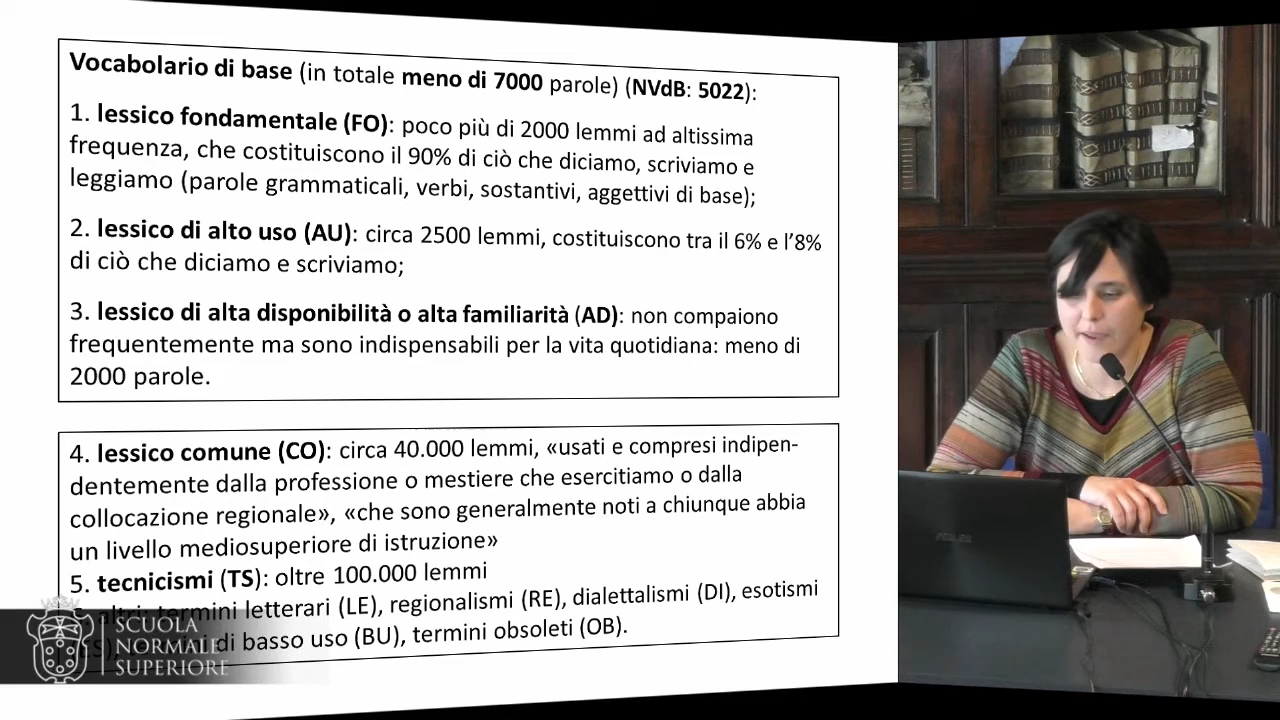 Vocabolario di base (in totale meno di 7000 parole) (NVdB: 5022):
1. lessico fondamentale (FO): poco più di 2000 lemmi ad altissima
frequenza, che costituiscono il 90% di ciò che diciamo, scriviamo e
leggiamo (parole grammaticali, verbi, sostantivi, aggettivi di base);
2. lessico di alto uso (AU): circa 2500 lemmi, costituiscono tra il 6% e l’8%
di ciò che diciamo e scriviamo;
3. lessico di alta disponibilità o alta familiarità (AD): non compaiono
frequentemente ma sono indispensabili per la vita quotidiana: meno di
2000 parole.
4. lessico comune (CO): circa 40.000 lemmi, «usati e compresi indipen-
dentemente dalla professione o mestiere che esercitiamo o dalla
collocazione regionale», «che sono generalmente noti a chiunque abbia
un livello mediosuperiore di istruzione»
5. tecnicismi (TS): oltre 100.000 lemmi
altri: termini letterari (LE), regionalismi (RE), dialettalismi (DI), esotismi
di basso uso (BU), termini obsoleti (OB).
SCUOLA
NORMALE
SUPERIORE
ASUS